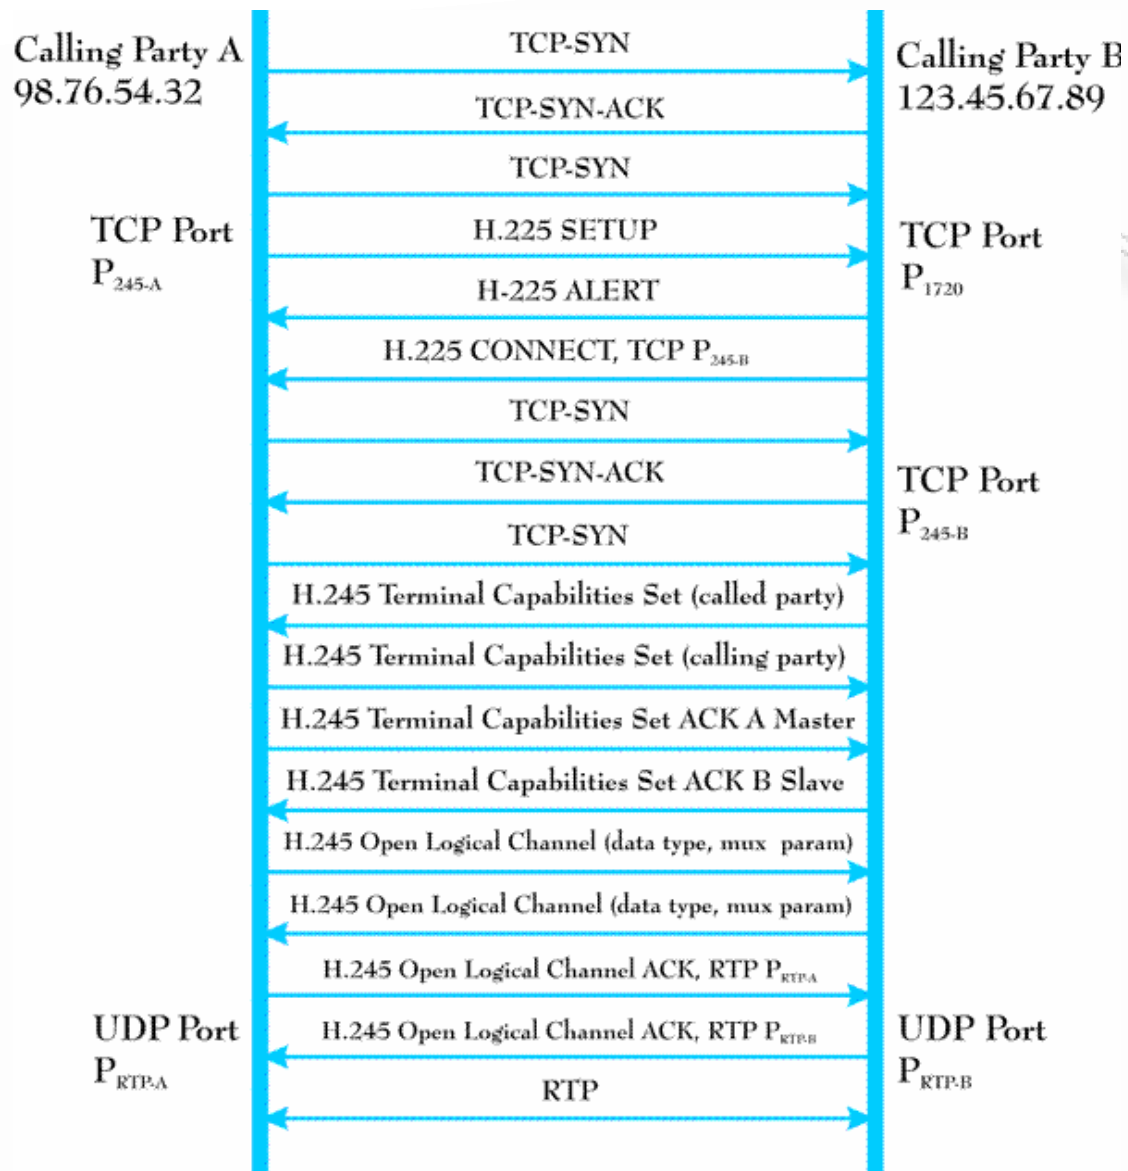 Calling Party A
98.76.54.32
Calling Party B
123.45.67.89
TCP-SYN
TCP-SYN-ACK
TCP-SYN
TCP Port
P245-A
H.225 SETUP
TCP Port
P1720
H-225 ALERT
H.225 CONNECT, TCP P245-B
TCP-SYN
TCP-SYN-ACK
TCP Port
P245-B
TCP-SYN
H.245 Terminal Capabilities Set (called party)
H.245 Terminal Capabilities Set (calling party)
H.245 Terminal Capabilities Set ACK A Master
H.245 Terminal Capabilities Set ACK B Slave
H.245 Open Logical Channel (data type, mux param)
H.245 Open Logical Channel (data type, mux param)
H.245 Open Logical Channel ACK, RTP PRTP-A
UDP Port
PRTP-A
H.245 Open Logical Channel ACK, RTP PRTP-B
UDP Port
PRTP-B
RTP